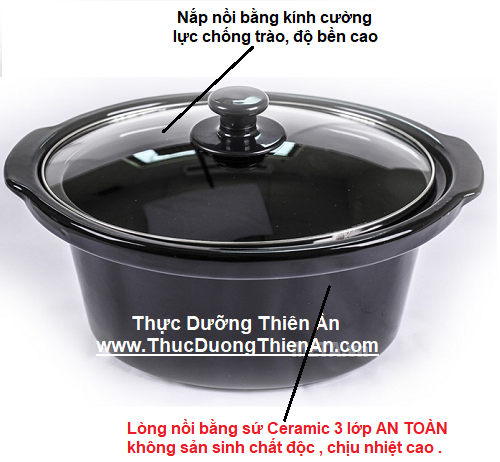 Nắp nồi bằng kính cường
lực chống trào, độ bền cao
Thực Dưỡng Thiên Ân
www.ThucDuongThienAn.com
Lòng nồi bằng sứ Ceramic 3 lớp AN TOÀN
không sản sinh chất độc , chịu nhiệt cao .